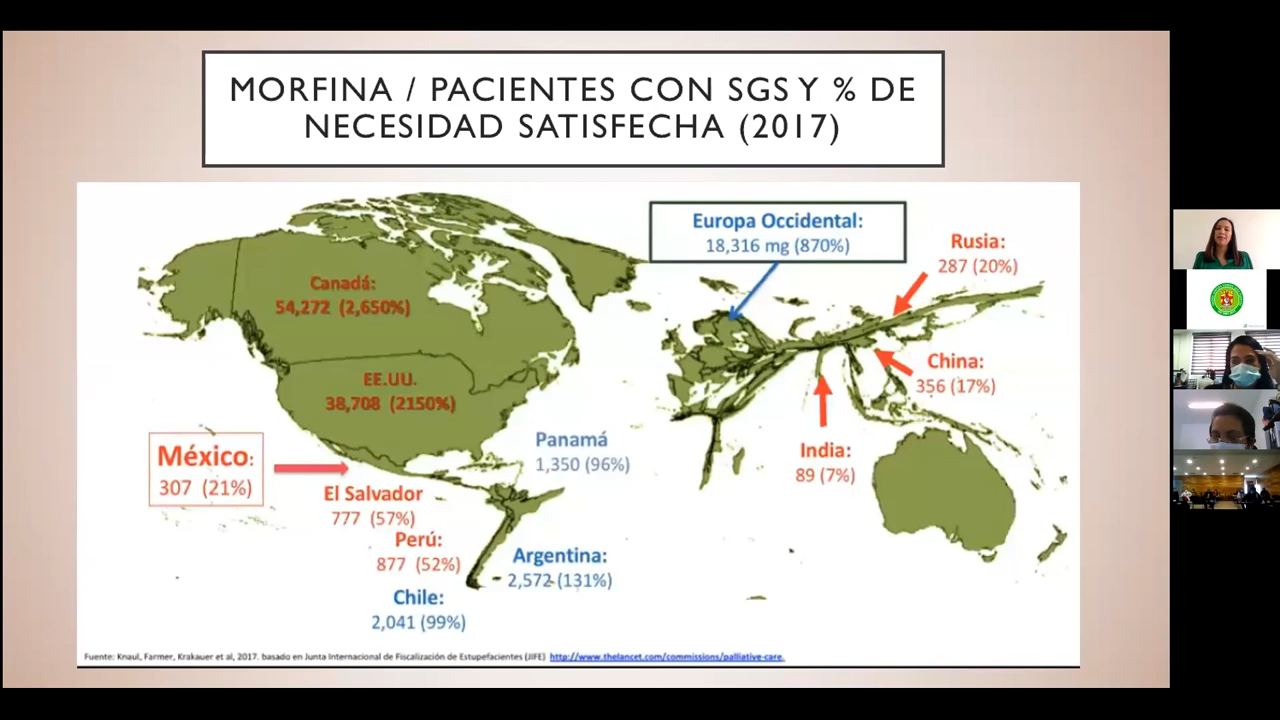 MORFINA / PACIENTES CON SGS Y % DE
NECESIDAD SATISFECHA (2017)
Europa Occidental:
18,316 mg (870%)
Rusia:
287 (20%)
Canadá:
54,272 (2,650%)
China:
356 (17%)
EE.UU.
38,708 (2150%)
Panamá
1,350 (96%)
México:
307 (21%)
India:
89 (7%)
El Salvador
777 (57%)
Perú:
877 (52%)
Argentina:
2,572 (131%)
Chile:
2,041 (99%)
Fuente: Knaul, Farmer, Krakauer et al, 2017. basado en Junta Internacional de Fiscalización de Estupefacientes (JIFE) http://www.thelancet.com/commissions/palliative-care.